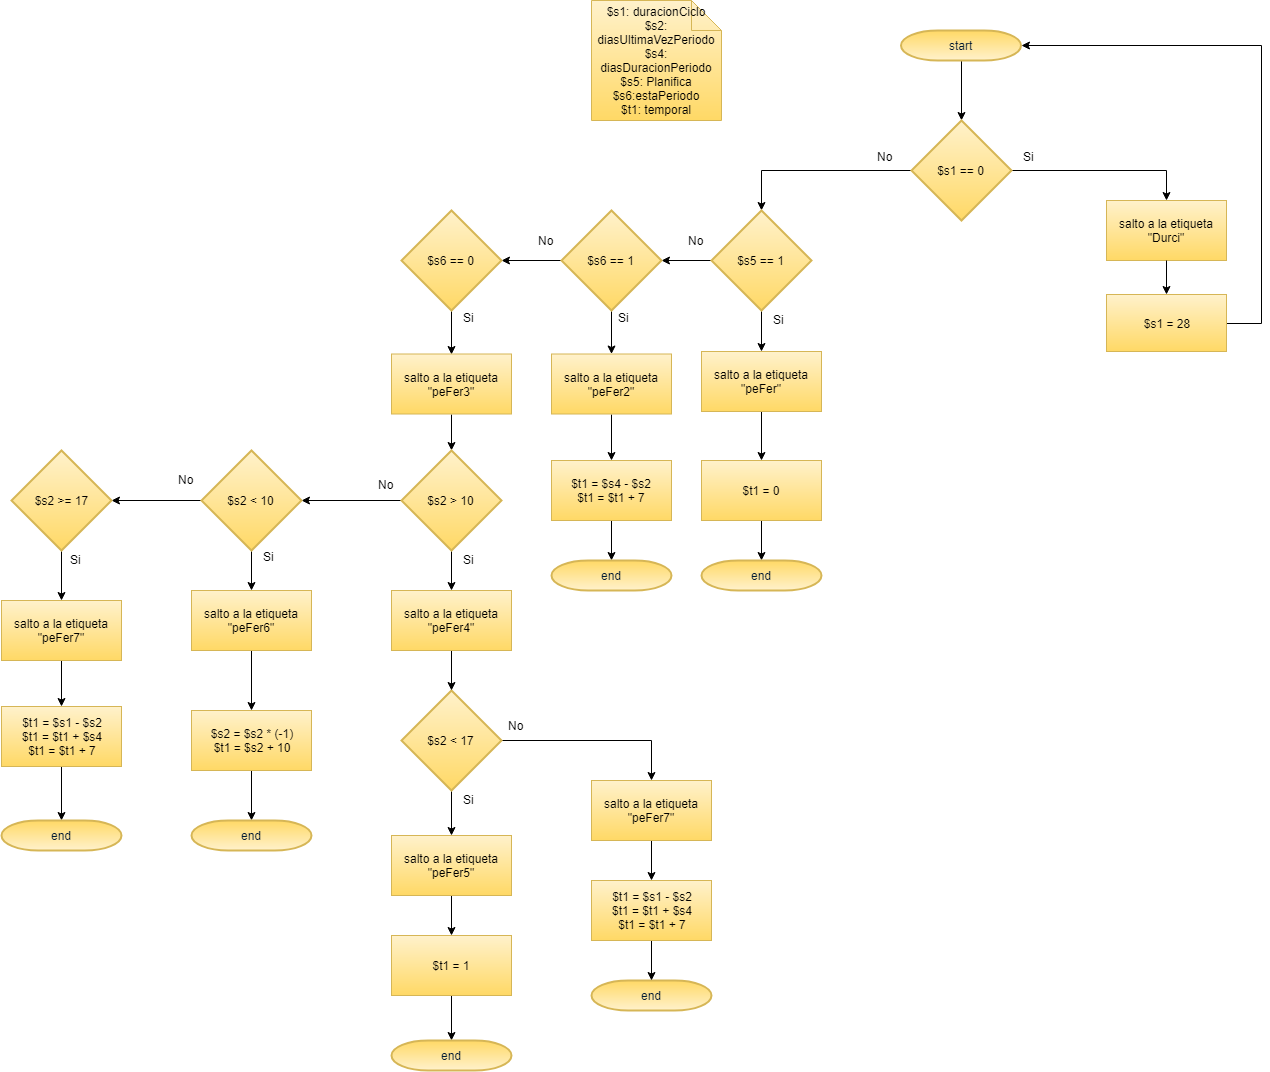 $s1: duracionCiclo
$s2:
diasUltimaVezPeriodo
$s4:
diasDuracionPeriodo
$s5: Planifica
$s6:estaPeriodo
$t1: temporal
start
$s1 == 0
No
Si
salto a la etiqueta
"Durci"
$s1 = 28
$s6 == 0
No
$s6 == 1
No
$s5 == 1
Si
Si
Si
salto a la etiqueta
"peFer3"
salto a la etiqueta
"peFer2"
salto a la etiqueta
"peFer"
$t1 = $s4 - $s2
$t1 = $t1 + 7
$t1 = 0
end
end
$s2 >= 17
No
$s2 < 10
No
$s2 > 10
Si
Si
Si
salto a la etiqueta
"peFer7"
salto a la etiqueta
"peFer6"
salto a la etiqueta
"peFer4"
$t1 = $s1 - $s2
$t1 = $t1 + $s4
$t1 = $t1 + 7
$s2 = $s2 * (-1)
$t1 = $s2 + 10
end
end
$s2 < 17
No
Si
salto a la etiqueta
"peFer7"
salto a la etiqueta
"peFer5"
$t1 = $s1 - $s2
$t1 = $t1 + $s4
$t1 = $t1 + 7
$t1 = 1
end
end